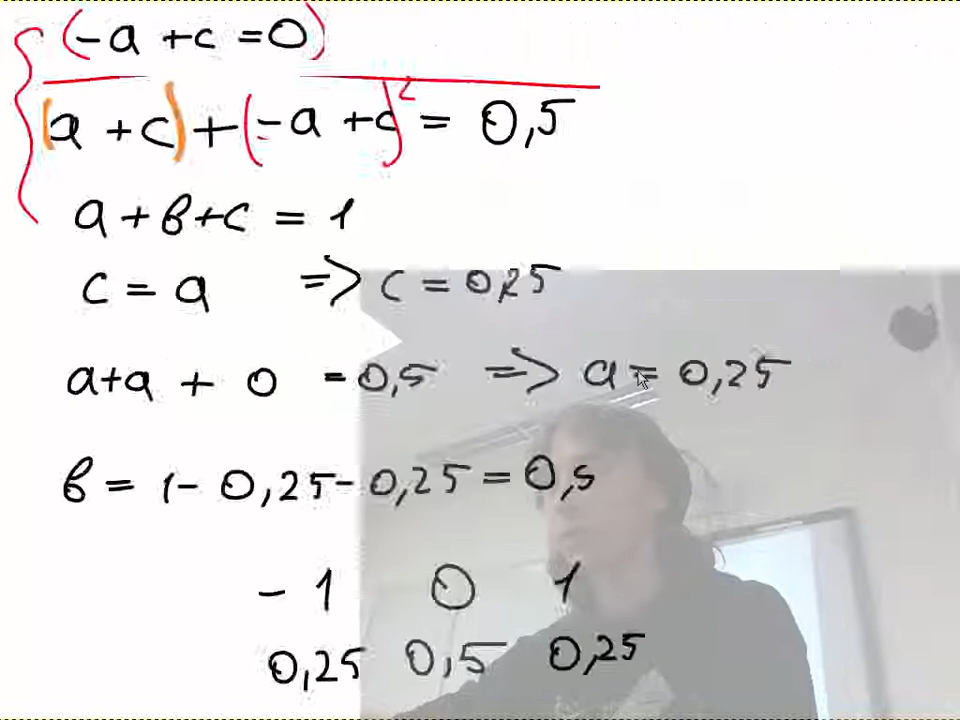 (-a + c = 0)
(a + c) + (-a + c)² = 0,5
a + в + c = 1
c = a => c = 0,25
a + a + 0 = 0,5 => a = 0,25
в = 1 - 0,25 - 0,25 = 0,5
-1 0 1
0,25 0,5 0,25